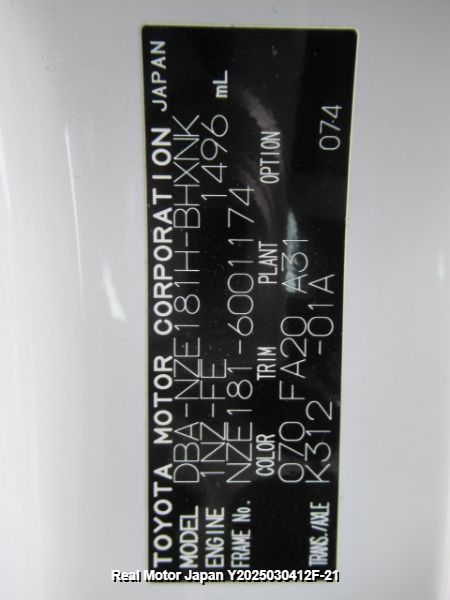 TOYOTA MOTOR CORPORATION JAPAN
MODEL DBA-NZE181H-BHXNK
ENGINE 1NZ-FE 1496 mL
FRAME No. NZE181-6001174
COLOR TRIM PLANT OPTION
070 FA20 A31
TRANS./AXLE K312 -01A 074
Real Motor Japan Y2025030412F-21